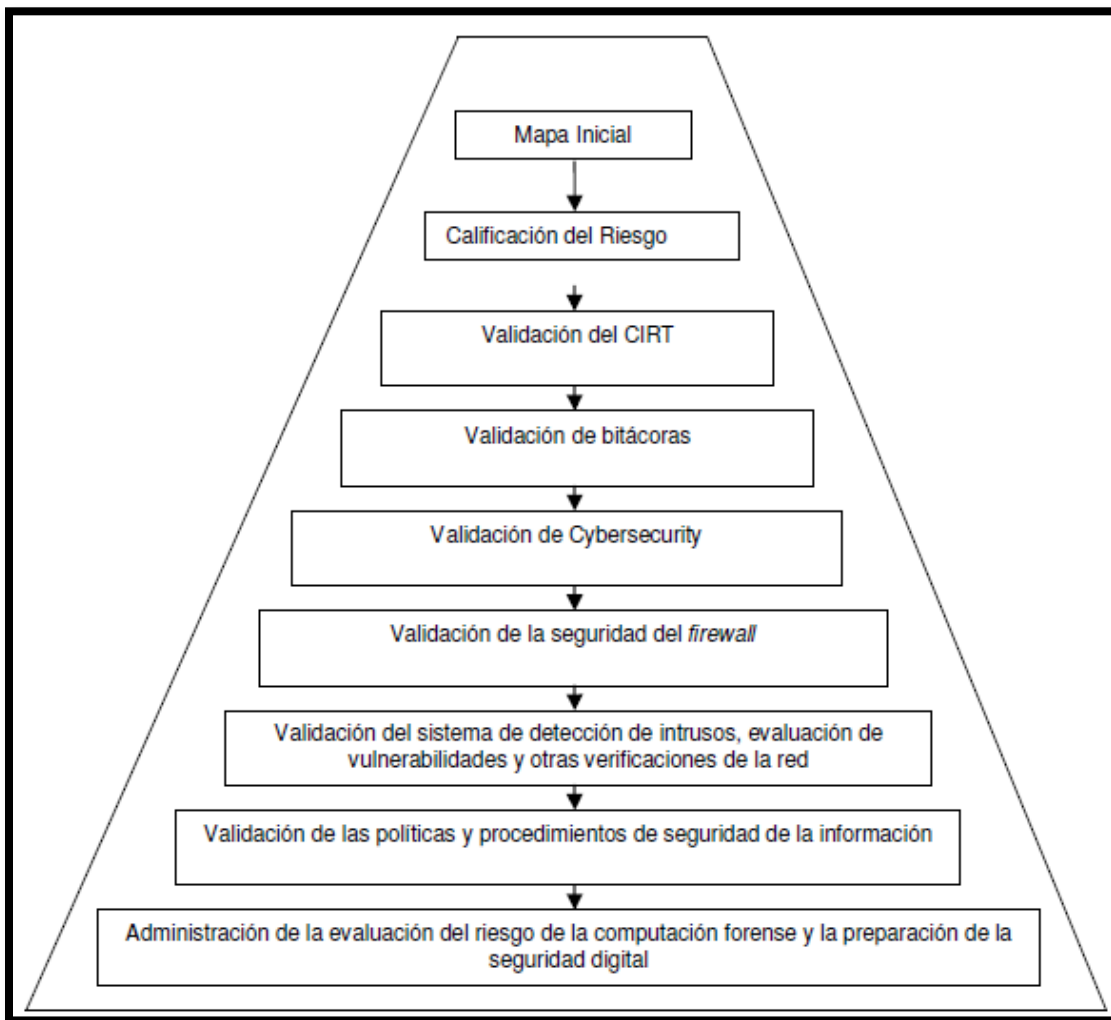 Mapa Inicial
Calificación del Riesgo
Validación del CIRT
Validación de bitácoras
Validación de Cybersecurity
Validación de la seguridad del firewall
Validación del sistema de detección de intrusos, evaluación de
vulnerabilidades y otras verificaciones de la red
Validación de las políticas y procedimientos de seguridad de la información
Administración de la evaluación del riesgo de la computación forense y la preparación de la
seguridad digital